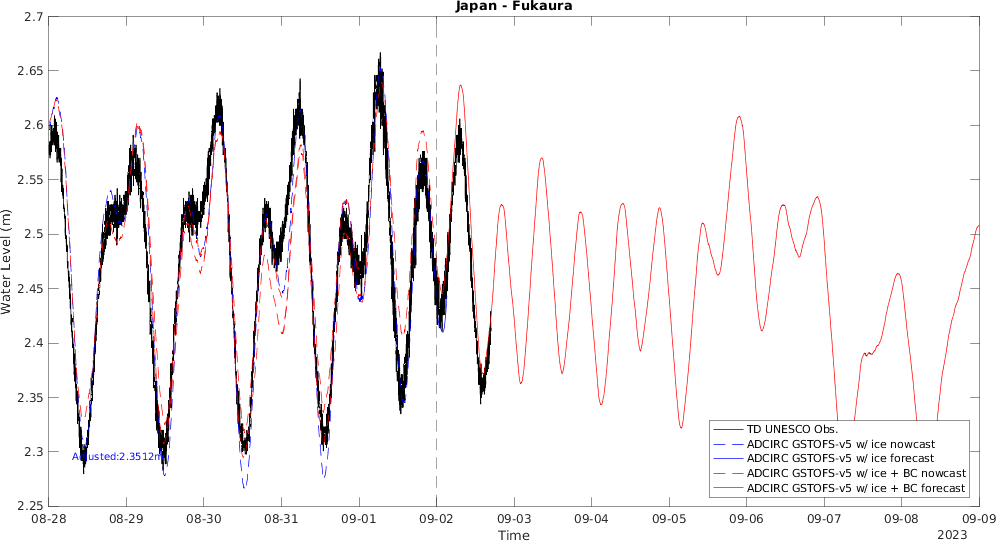 Japan - Fukaura
2.7
2.65
2.6
2.55
2.5
2.45
2.4
2.35
2.3
2.25
Water Level (m)
Adjusted:2.3512m
TD UNESCO Obs.
ADCIRC GSTOFS-v5 w/ ice nowcast
ADCIRC GSTOFS-v5 w/ ice forecast
ADCIRC GSTOFS-v5 w/ ice + BC nowcast
ADCIRC GSTOFS-v5 w/ ice + BC forecast
08-28 08-29 08-30 08-31 09-01 09-02 09-03 09-04 09-05 09-06 09-07 09-08 09-09
Time
2023